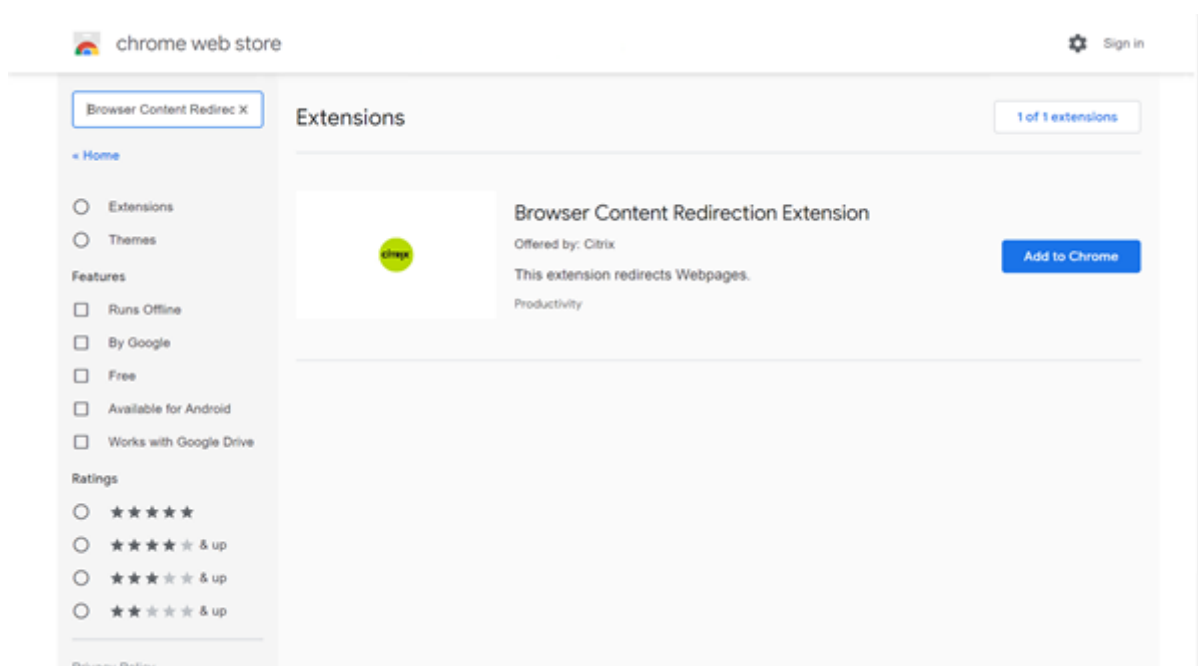 chrome web store
Sign in
Browser Content Redirec X
« Home
Extensions
Themes
Features
Runs Offline
By Google
Free
Available for Android
Works with Google Drive
Ratings
& up
& up
& up
Privacy Policy
Extensions
1 of 1 extensions
citrix
Browser Content Redirection Extension
Offered by: Citrix
This extension redirects Webpages.
Productivity
Add to Chrome